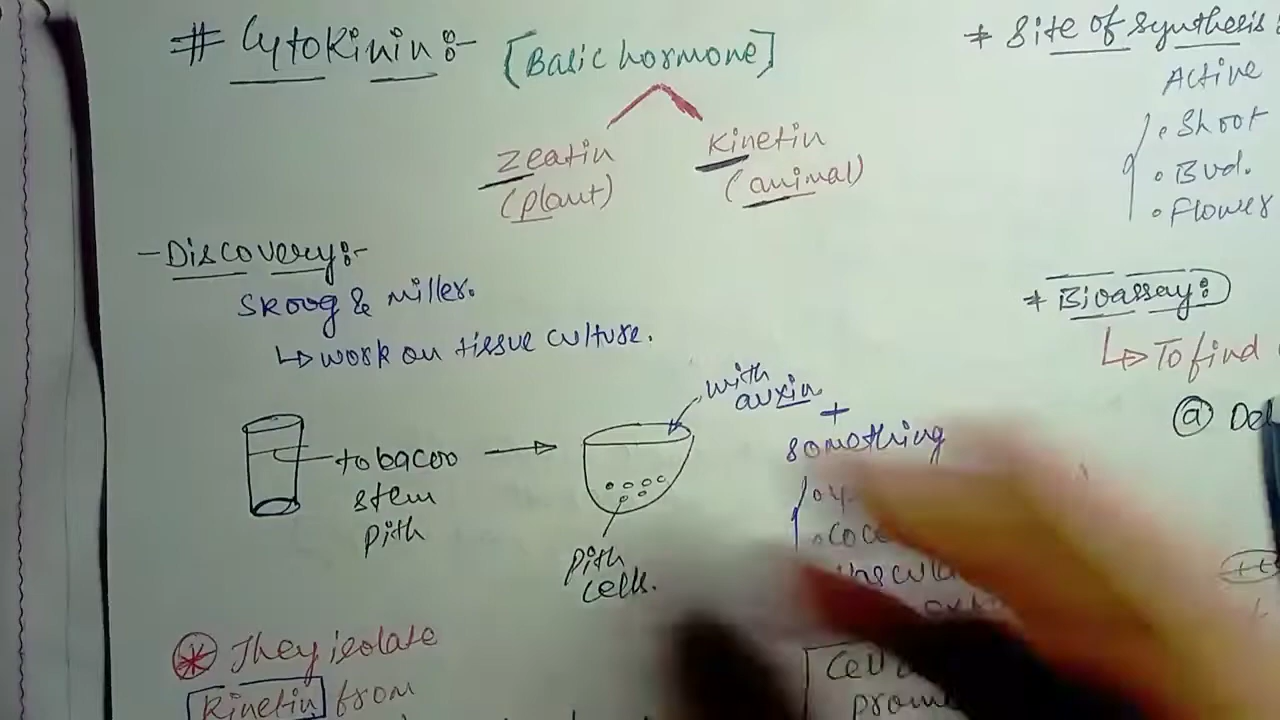 # Cytokinin:-
[Basic hormone]
Zeatin
(plant)
Kinetin
(animal)
- Discovery:-
Skoog & Miller.
↳ work on tissue culture.
tobacoo
stem
pith
with
auxin
+
something
pith
cells.
They isolate
Kinetin from
* Site of synthesis
Active
• Shoot
• Bud.
• Flower
* Bioassay:
↳ To find
@
++